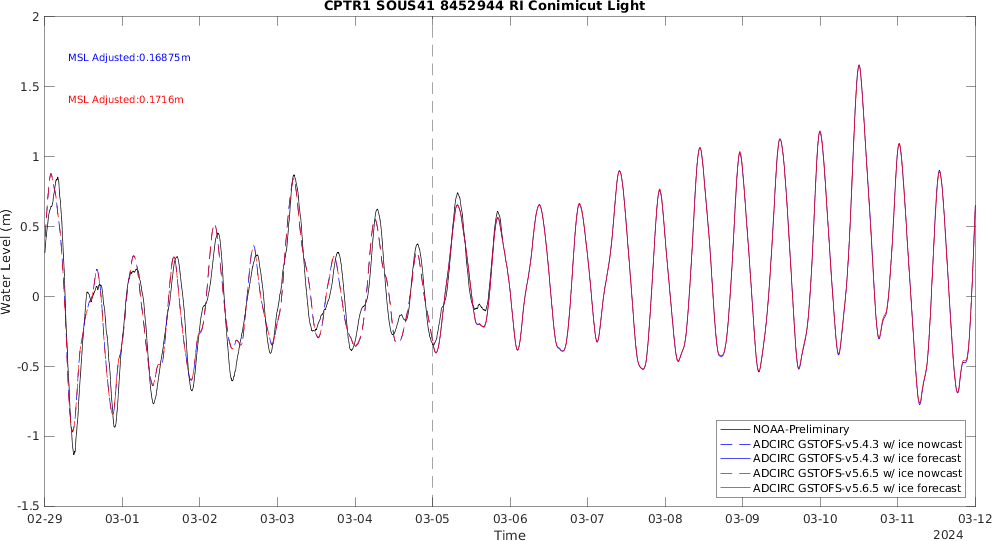 CPTR1 SOUS41 8452944 RI Conimicut Light
MSL Adjusted:0.16875m
MSL Adjusted:0.1716m
Water Level (m)
2
1.5
1
0.5
0
-0.5
-1
-1.5
NOAA-Preliminary
ADCIRC GSTOFS-v5.4.3 w/ ice nowcast
ADCIRC GSTOFS-v5.4.3 w/ ice forecast
ADCIRC GSTOFS-v5.6.5 w/ ice nowcast
ADCIRC GSTOFS-v5.6.5 w/ ice forecast
02-29 03-01 03-02 03-03 03-04 03-05 03-06 03-07 03-08 03-09 03-10 03-11 03-12
Time
2024